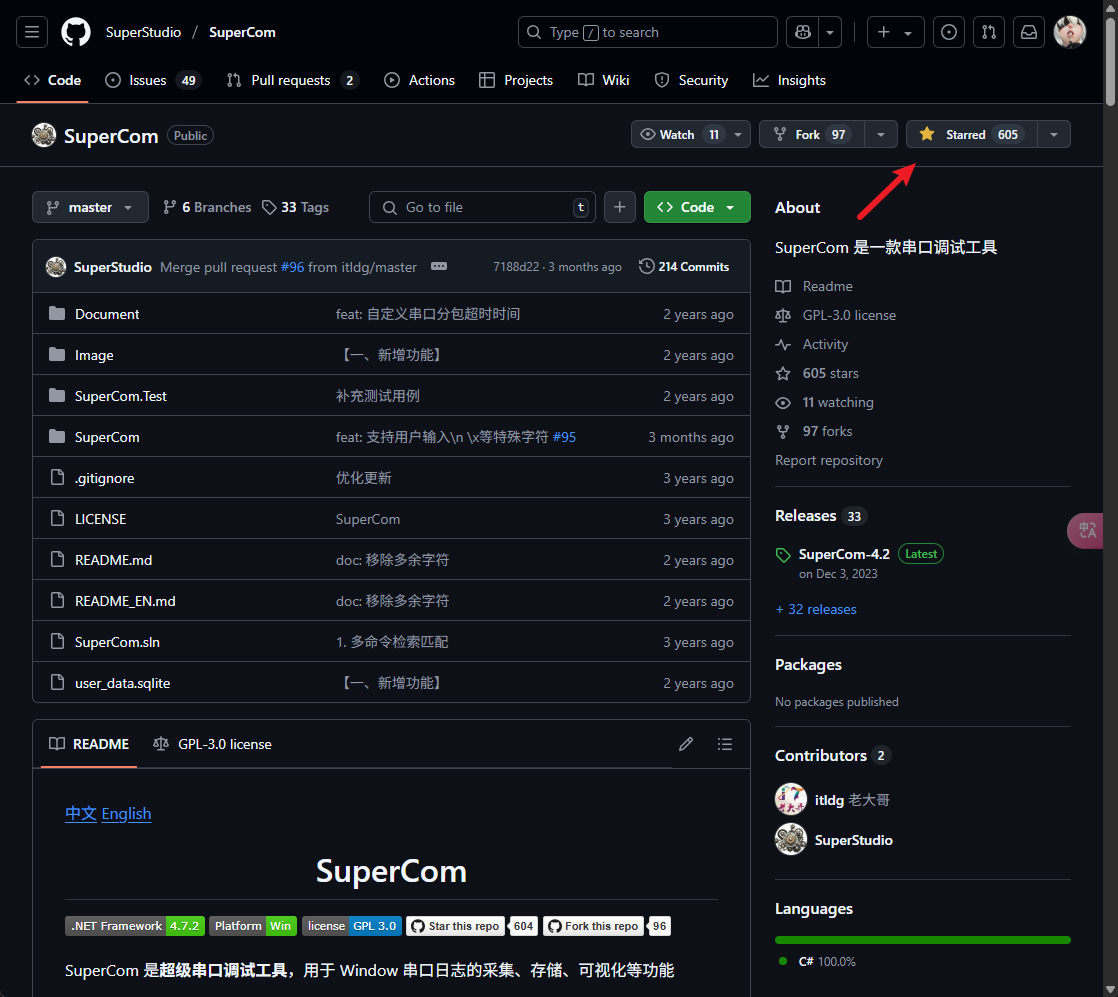 SuperStudio / SuperCom
Type / to search
Code
Issues 49
Pull requests 2
Actions
Projects
Wiki
Security
Insights
SuperCom Public
Watch 11
Fork 97
Starred 605
master
6 Branches
33 Tags
Go to file t
Code
SuperStudio Merge pull request #96 from itldg/master
7188d22 · 3 months ago
214 Commits
Document feat: 自定义串口分包超时时间 2 years ago
Image 【一、新增功能】 2 years ago
SuperCom.Test 补充测试用例 2 years ago
SuperCom feat: 支持用户输入\n \x等特殊字符 #95 3 months ago
.gitignore 优化更新 3 years ago
LICENSE SuperCom 3 years ago
README.md doc: 移除多余字符 2 years ago
README_EN.md doc: 移除多余字符 2 years ago
SuperCom.sln 1. 多命令检索匹配 3 years ago
user_data.sqlite 【一、新增功能】 2 years ago
README
GPL-3.0 license
中文 English
SuperCom
.NET Framework 4.7.2 Platform Win license GPL 3.0 Star this repo 604 Fork this repo 96
SuperCom 是超级串口调试工具，用于 Window 串口日志的采集、存储、可视化等功能
About
SuperCom 是一款串口调试工具
Readme
GPL-3.0 license
Activity
605 stars
11 watching
97 forks
Report repository
Releases 33
SuperCom-4.2 Latest
on Dec 3, 2023
+ 32 releases
Packages
No packages published
Contributors 2
itldg 老大哥
SuperStudio
Languages
C# 100.0%